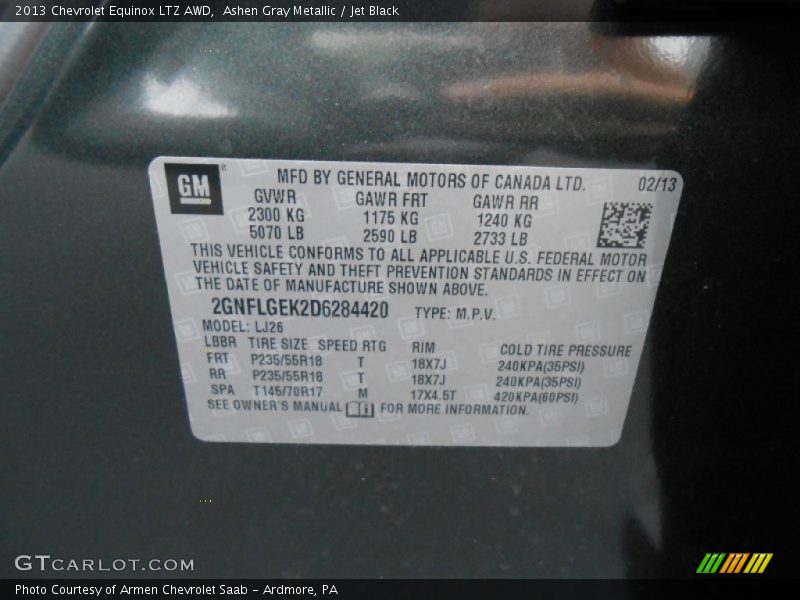 2013 Chevrolet Equinox LTZ AWD, Ashen Gray Metallic / Jet Black
GM ®
MFD BY GENERAL MOTORS OF CANADA LTD. 02/13
GVWR GAWR FRT GAWR RR
2300 KG 1175 KG 1240 KG
5070 LB 2590 LB 2733 LB
THIS VEHICLE CONFORMS TO ALL APPLICABLE U.S. FEDERAL MOTOR
VEHICLE SAFETY AND THEFT PREVENTION STANDARDS IN EFFECT ON
THE DATE OF MANUFACTURE SHOWN ABOVE.
2GNFLGEK2D6284420 TYPE: M.P.V.
MODEL: LJ26
LBBR TIRE SIZE SPEED RTG RIM COLD TIRE PRESSURE
FRT P235/55R18 T 18X7J 240KPA(35PSI)
RR P235/55R18 T 18X7J 240KPA(35PSI)
SPA T145/70R17 M 17X4.5T 420KPA(60PSI)
SEE OWNER'S MANUAL FOR MORE INFORMATION.
GTCARLOT.COM
Photo Courtesy of Armen Chevrolet Saab - Ardmore, PA